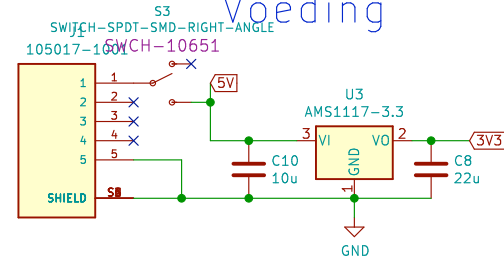 Voeding
S3
SWITCH-SPDT-SMD-RIGHT-ANGLE
J1
105017-1001
SWCH-10651
1 1
2 2
3 3
4 4
5 5
SHIELD
5V
U3
AMS1117-3.3
3 VI VO 2
GND
1
C10
10u
C8
22u
3V3
GND